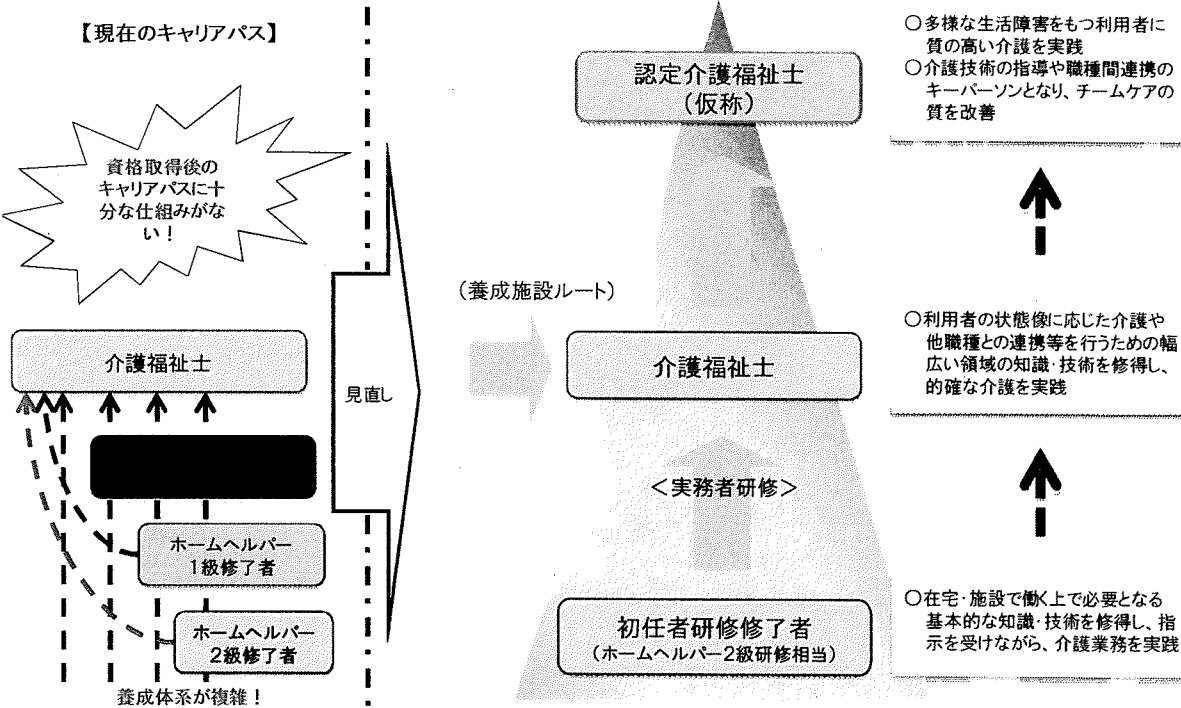 【現在のキャリアパス】
資格取得後の
キャリアパスに十
分な仕組みがな
い！
介護福祉士
ホームヘルパー
1級修了者
ホームヘルパー
2級修了者
養成体系が複雑！
見直し
（養成施設ルート）
認定介護福祉士
（仮称）
介護福祉士
＜実務者研修＞
初任者研修修了者
（ホームヘルパー2級研修相当）
○多様な生活障害をもつ利用者に
質の高い介護を実践
○介護技術の指導や職種間連携の
キーパーソンとなり、チームケアの
質を改善
○利用者の状態像に応じた介護や
他職種との連携等を行うための幅
広い領域の知識・技術を修得し、
的確な介護を実践
○在宅・施設で働く上で必要となる
基本的な知識・技術を修得し、指
示を受けながら、介護業務を実践